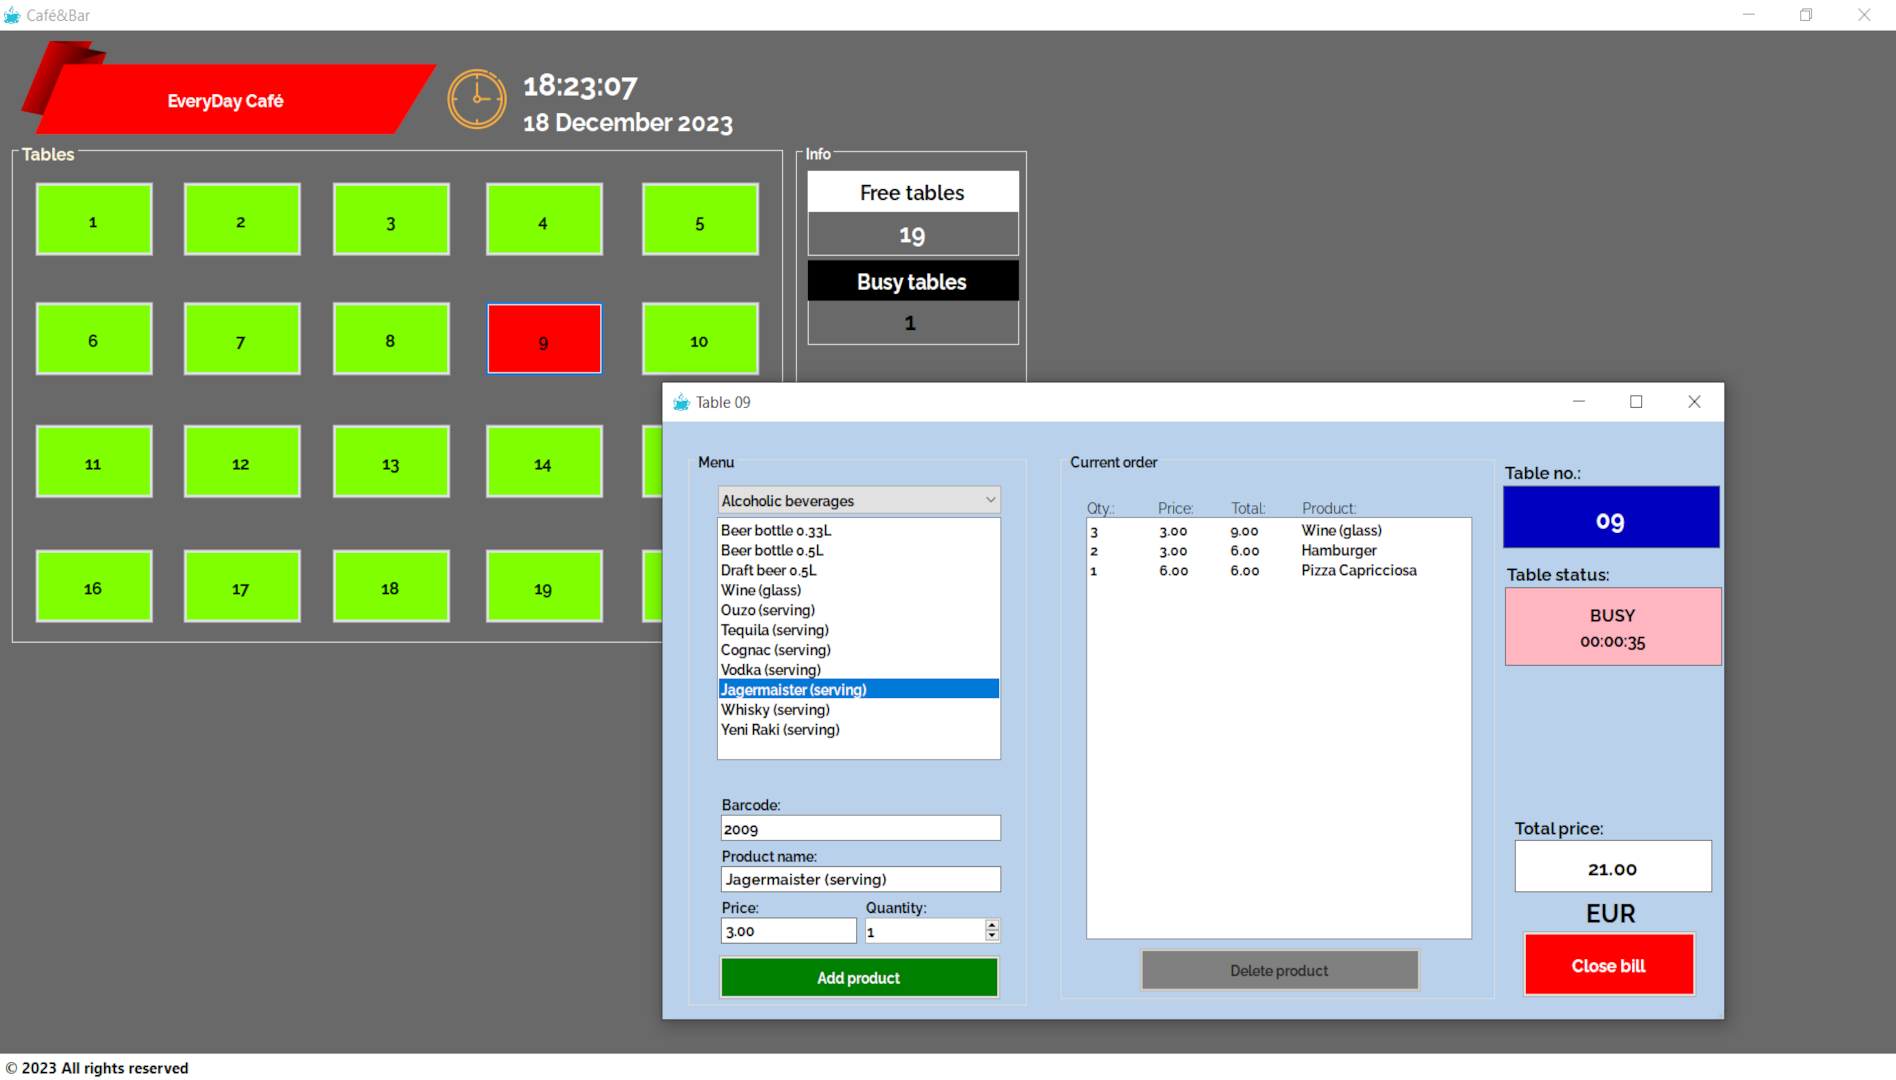 Café&Bar
EveryDay Café
18:23:07
18 December 2023
Tables
1 2 3 4 5
6 7 8 9 10
11 12 13 14
16 17 18 19
Info
Free tables
19
Busy tables
1
Table 09
Menu
Alcoholic beverages
Beer bottle 0.33L
Beer bottle 0.5L
Draft beer 0.5L
Wine (glass)
Ouzo (serving)
Tequila (serving)
Cognac (serving)
Vodka (serving)
Jagermaister (serving)
Whisky (serving)
Yeni Raki (serving)
Barcode:
2009
Product name:
Jagermaister (serving)
Price: Quantity:
3.00 1
Add product
Current order
Qty.: Price: Total: Product:
3 3.00 9.00 Wine (glass)
2 3.00 6.00 Hamburger
1 6.00 6.00 Pizza Capricciosa
Delete product
Table no.:
09
Table status:
BUSY
00:00:35
Total price:
21.00
EUR
Close bill
© 2023 All rights reserved